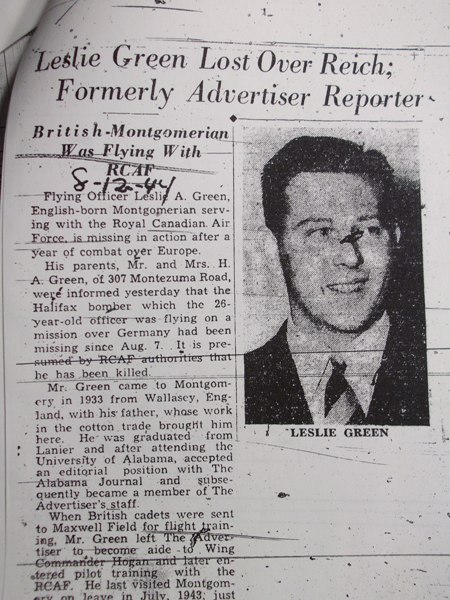 1
Leslie Green Lost Over Reich;
Formerly Advertiser Reporter
British-Montgomerian
Was Flying With
RCAF
8-12-44
Flying Officer Leslie A. Green,
English-born Montgomerian serv-
ing with the Royal Canadian Air
Force, is missing in action after a
year of combat over Europe.
His parents, Mr. and Mrs. H.
A. Green, of 307 Montezuma Road,
were informed yesterday that the
Halifax bomber which the 26-
year-old officer was flying on a
mission over Germany had been
missing since Aug. 7. It is pre-
sumed by RCAF authorities that
he has been killed.
Mr. Green came to Montgom-
ery in 1933 from Wallasey, Eng-
land, with his father, whose work
in the cotton trade brought him
here. He was graduated from
Lanier and after attending the
University of Alabama, accepted
an editorial position with The
Alabama Journal and subse-
quently became a member of The
Advertiser's staff.
When British cadets were sent
to Maxwell Field for flight train-
ing, Mr. Green left The Adver-
tiser to become aide to Wing
Commander Hogan and later en-
tered pilot training with the
RCAF. He last visited Montgom-
ery on leave in July, 1943; just
LESLIE GREEN